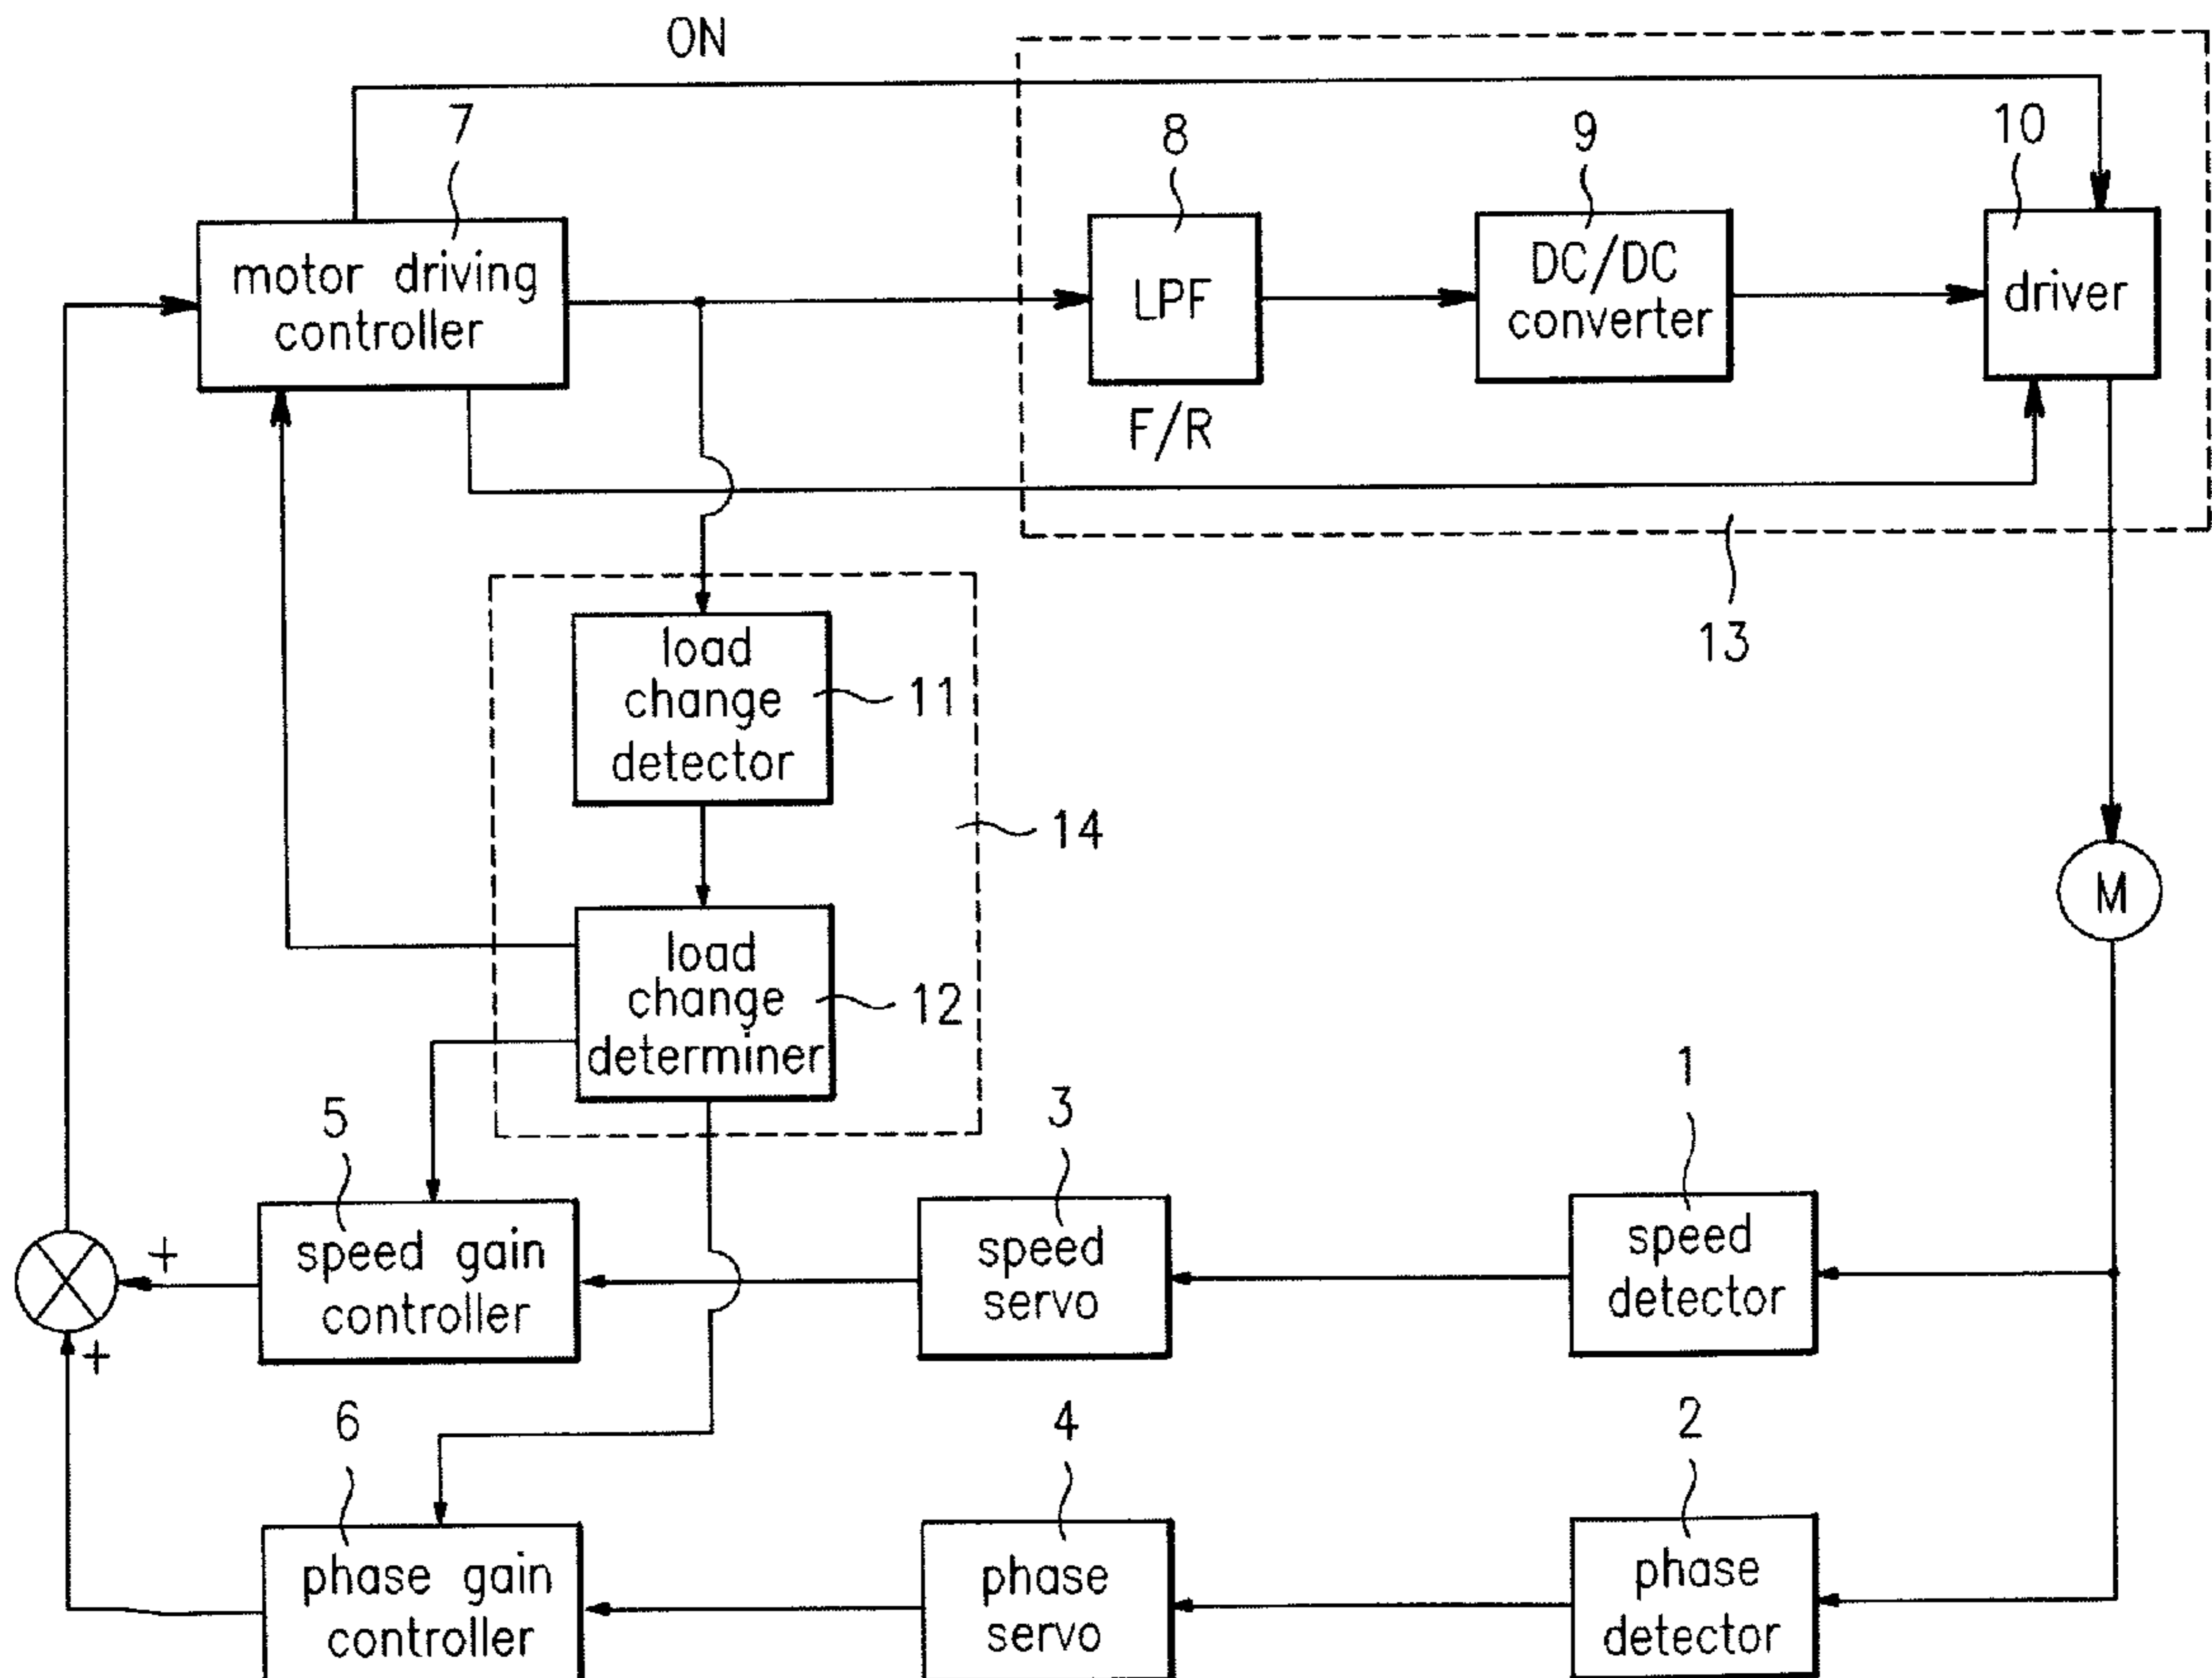 ON
7
8
9
10
motor driving
controller
LPF
DC/DC
converter
driver
F/R
13
load
change
detector
11
14
M
load
change
determiner
12
5
3
1
speed gain
controller
speed
servo
speed
detector
+
+
6
4
2
phase gain
controller
phase
servo
phase
detector